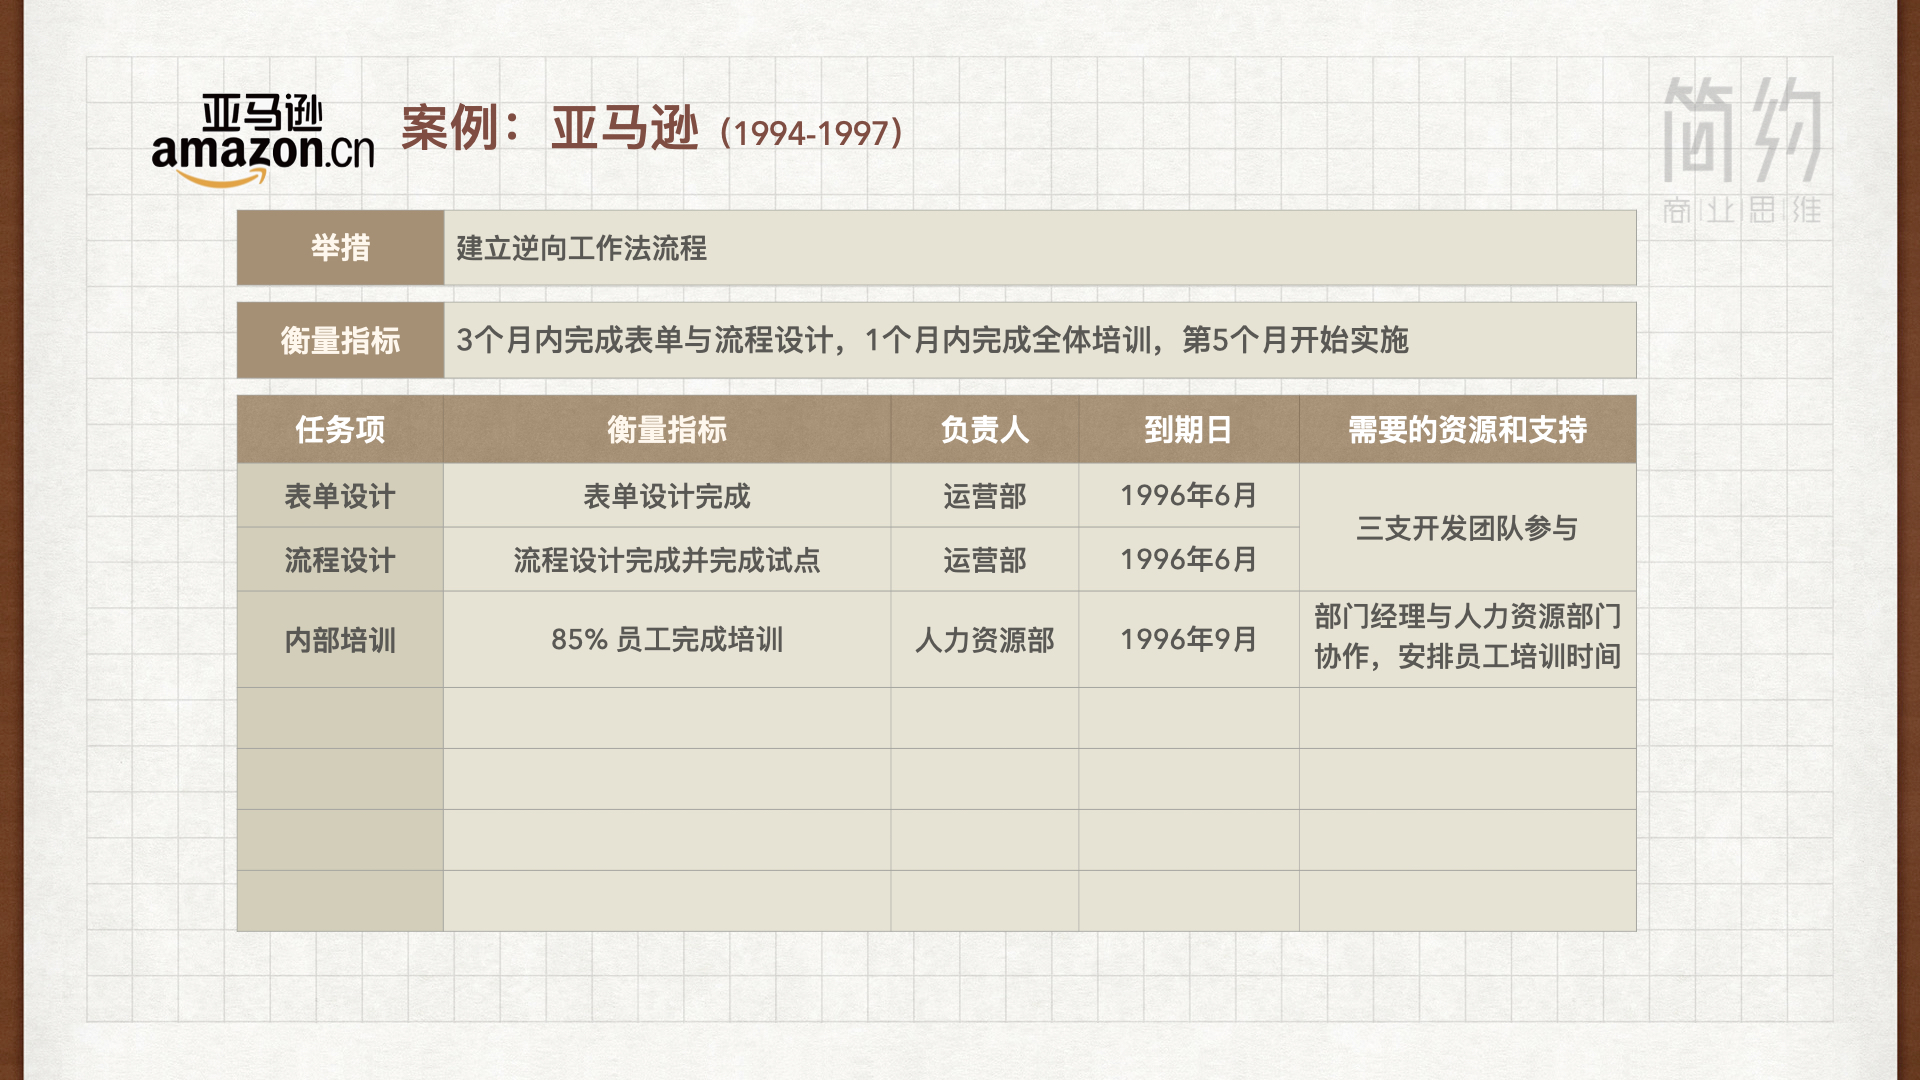 亚马逊
amazon.cn
案例：亚马逊（1994-1997）
简约
商业思维
举措
建立逆向工作法流程
衡量指标
3个月内完成表单与流程设计，1个月内完成全体培训，第5个月开始实施
任务项 衡量指标 负责人 到期日 需要的资源和支持
表单设计 表单设计完成 运营部 1996年6月
三支开发团队参与
流程设计 流程设计完成并完成试点 运营部 1996年6月
内部培训 85% 员工完成培训 人力资源部 1996年9月
部门经理与人力资源部门
协作，安排员工培训时间